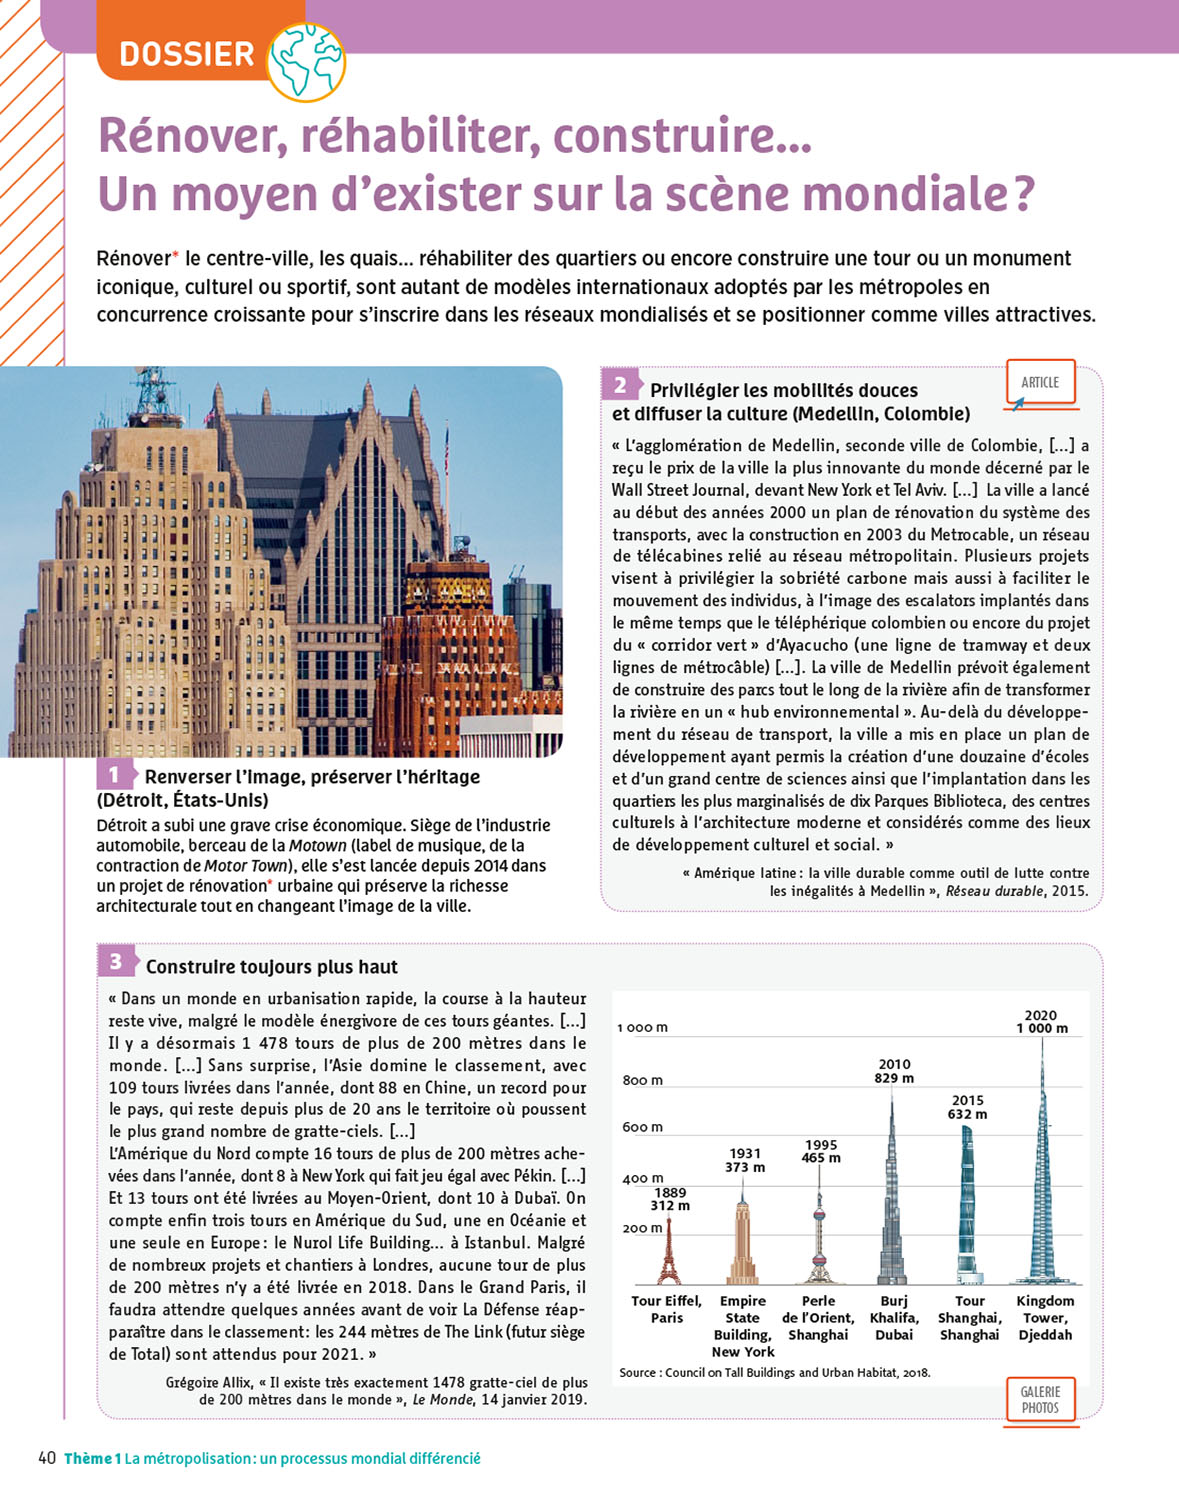 DOSSIER
Rénover, réhabiliter, construire...
Un moyen d'exister sur la scène mondiale ?
Rénover* le centre-ville, les quais... réhabiliter des quartiers ou encore construire une tour ou un monument
iconique, culturel ou sportif, sont autant de modèles internationaux adoptés par les métropoles en
concurrence croissante pour s'inscrire dans les réseaux mondialisés et se positionner comme villes attractives.
1 Renverser l'image, préserver l'héritage
(Détroit, États-Unis)
Détroit a subi une grave crise économique. Siège de l'industrie
automobile, berceau de la Motown (label de musique, de la
contraction de Motor Town), elle s'est lancée depuis 2014 dans
un projet de rénovation* urbaine qui préserve la richesse
architecturale tout en changeant l'image de la ville.
2 Privilégier les mobilités douces
et diffuser la culture (Medellin, Colombie)
ARTICLE
« L'agglomération de Medellin, seconde ville de Colombie, [...] a
reçu le prix de la ville la plus innovante du monde décerné par le
Wall Street Journal, devant New York et Tel Aviv. [...] La ville a lancé
au début des années 2000 un plan de rénovation du système des
transports, avec la construction en 2003 du Metrocable, un réseau
de télécabines relié au réseau métropolitain. Plusieurs projets
visent à privilégier la sobriété carbone mais aussi à faciliter le
mouvement des individus, à l'image des escalators implantés dans
le même temps que le téléphérique colombien ou encore du projet
du « corridor vert » d'Ayacucho (une ligne de tramway et deux
lignes de métrocâble) [...]. La ville de Medellin prévoit également
de construire des parcs tout le long de la rivière afin de transformer
la rivière en un « hub environnemental ». Au-delà du développe-
ment du réseau de transport, la ville a mis en place un plan de
développement ayant permis la création d'une douzaine d'écoles
et d'un grand centre de sciences ainsi que l'implantation dans les
quartiers les plus marginalisés de dix Parques Biblioteca, des centres
culturels à l'architecture moderne et considérés comme des lieux
de développement culturel et social. »
« Amérique latine : la ville durable comme outil de lutte contre
les inégalités à Medellin », Réseau durable, 2015.
3 Construire toujours plus haut
« Dans un monde en urbanisation rapide, la course à la hauteur
reste vive, malgré le modèle énergivore de ces tours géantes. [...]
Il y a désormais 1 478 tours de plus de 200 mètres dans le
monde. [...] Sans surprise, l'Asie domine le classement, avec
109 tours livrées dans l'année, dont 88 en Chine, un record pour
le pays, qui reste depuis plus de 20 ans le territoire où poussent
le plus grand nombre de gratte-ciels. [...]
L'Amérique du Nord compte 16 tours de plus de 200 mètres ache-
vées dans l'année, dont 8 à New York qui fait jeu égal avec Pékin. [...]
Et 13 tours ont été livrées au Moyen-Orient, dont 10 à Dubaï. On
compte enfin trois tours en Amérique du Sud, une en Océanie et
une seule en Europe : le Nurol Life Building... à Istanbul. Malgré
de nombreux projets et chantiers à Londres, aucune tour de plus
de 200 mètres n'y a été livrée en 2018. Dans le Grand Paris, il
faudra attendre quelques années avant de voir La Défense réap-
paraître dans le classement : les 244 mètres de The Link (futur siège
de Total) sont attendus pour 2021. »
Grégoire Allix, « Il existe très exactement 1478 gratte-ciel de plus
de 200 mètres dans le monde », Le Monde, 14 janvier 2019.
1 000 m
800 m
600 m
400 m
200 m
1889
312 m
1931
373 m
1995
465 m
2010
829 m
2015
632 m
2020
1 000 m
Tour Eiffel,
Paris
Empire
State
Building,
New York
Perle
de l'Orient,
Shanghai
Burj
Khalifa,
Dubai
Tour
Shanghai,
Shanghai
Kingdom
Tower,
Djeddah
Source : Council on Tall Buildings and Urban Habitat, 2018.
GALERIE
PHOTOS
40 Thème 1 La métropolisation : un processus mondial différencié